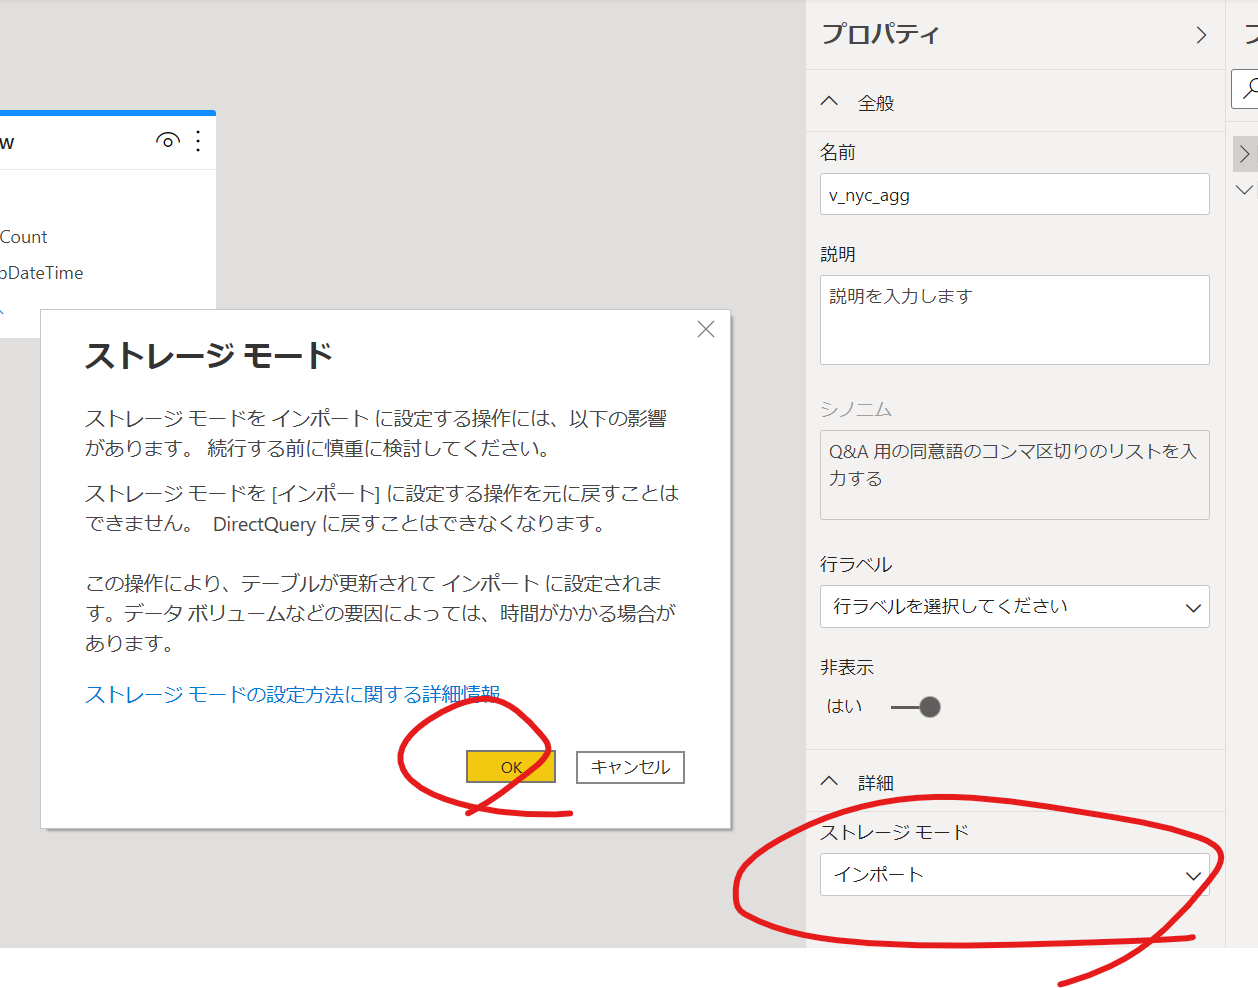 w
Count
pDateTime
ストレージ モード
ストレージ モードを インポート に設定する操作には、以下の影響
があります。 続行する前に慎重に検討してください。
ストレージ モードを [インポート] に設定する操作を元に戻すことは
できません。 DirectQuery に戻すことはできなくなります。
この操作により、テーブルが更新されて インポート に設定されま
す。データ ボリュームなどの要因によっては、時間がかかる場合が
あります。
ストレージ モードの設定方法に関する詳細情報
OK
キャンセル
プロパティ
全般
名前
v_nyc_agg
説明
説明を入力します
シノニム
Q&A 用の同意語のコンマ区切りのリストを入
力する
行ラベル
行ラベルを選択してください
非表示
はい
詳細
ストレージ モード
インポート